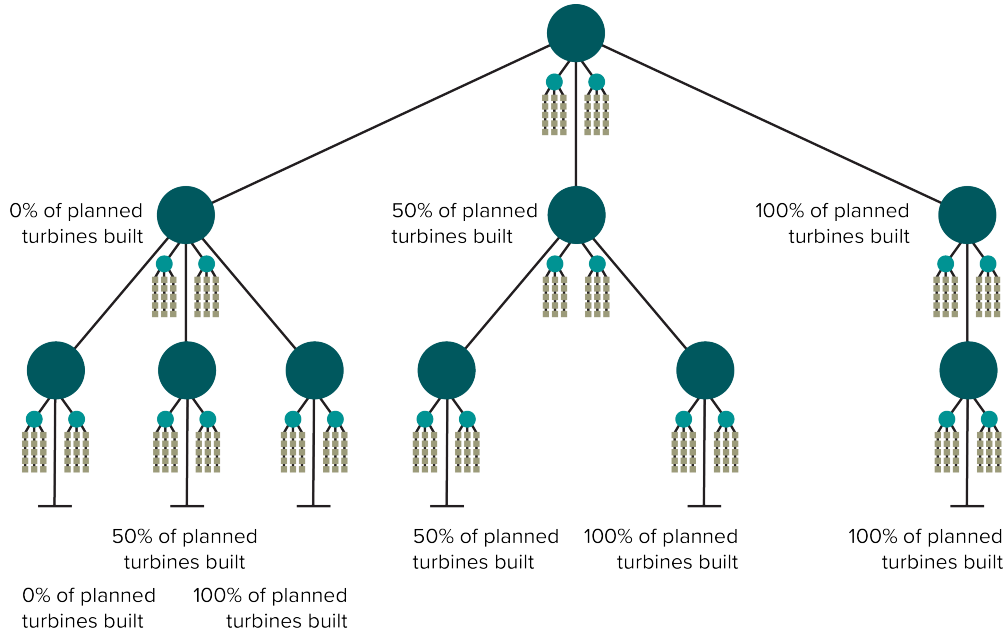 0% of planned
turbines built
50% of planned
turbines built
100% of planned
turbines built
50% of planned
turbines built
50% of planned
turbines built
100% of planned
turbines built
100% of planned
turbines built
0% of planned
turbines built
100% of planned
turbines built